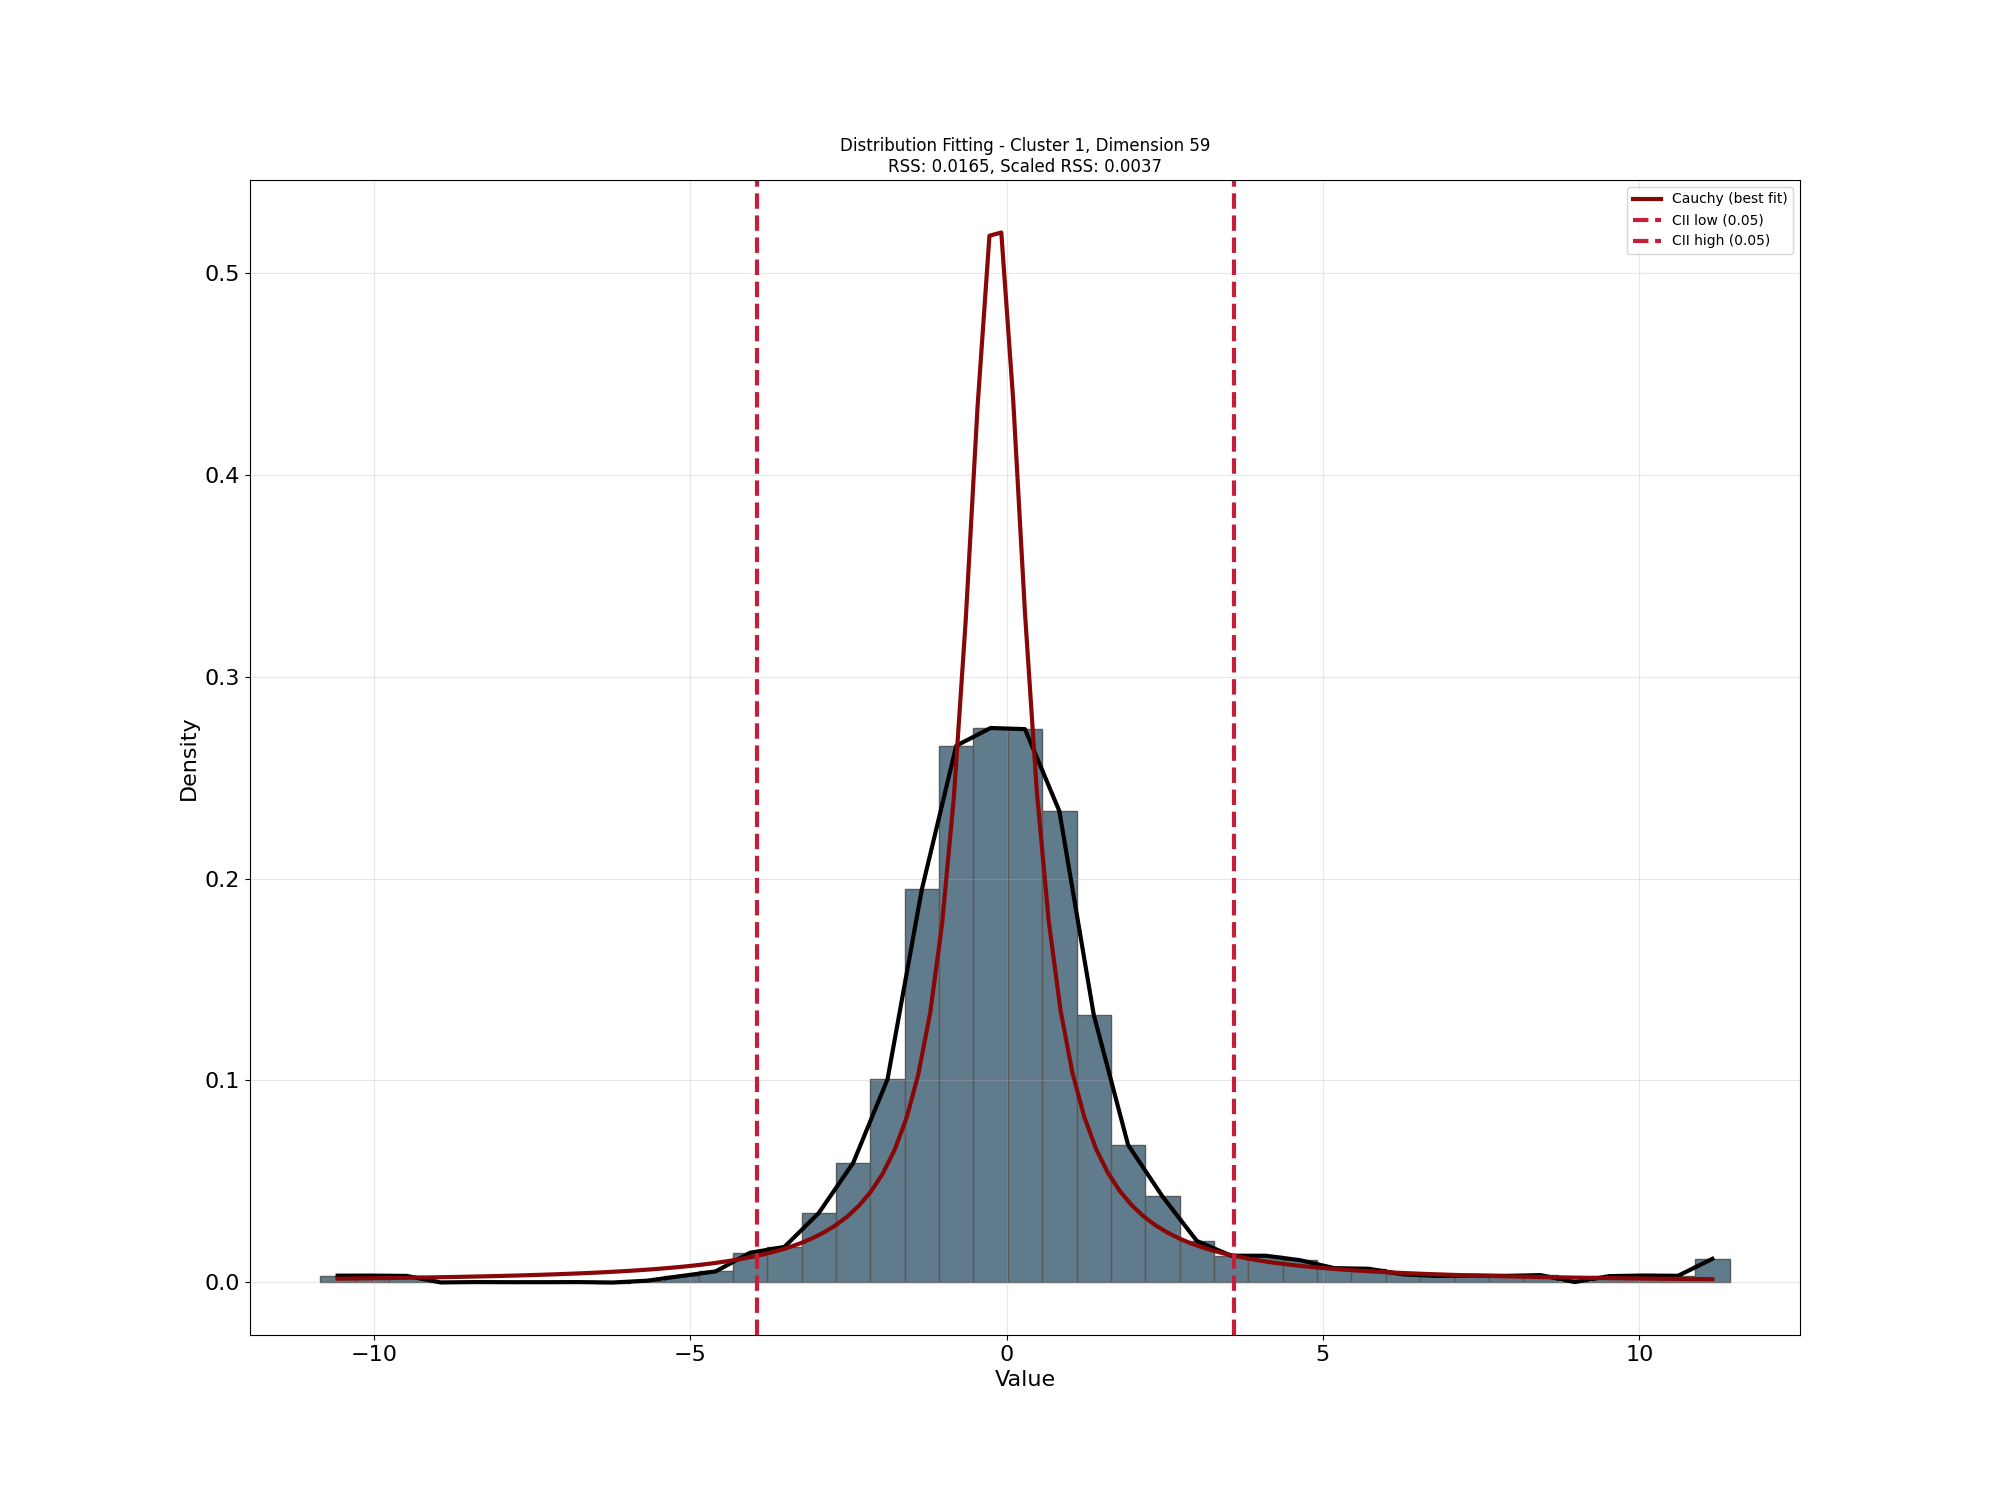 Distribution Fitting - Cluster 1, Dimension 59
RSS: 0.0165, Scaled RSS: 0.0037
Cauchy (best fit)
CII low (0.05)
CII high (0.05)
0.5
0.4
0.3
0.2
0.1
0.0
Density
−10
−5
0
5
10
Value